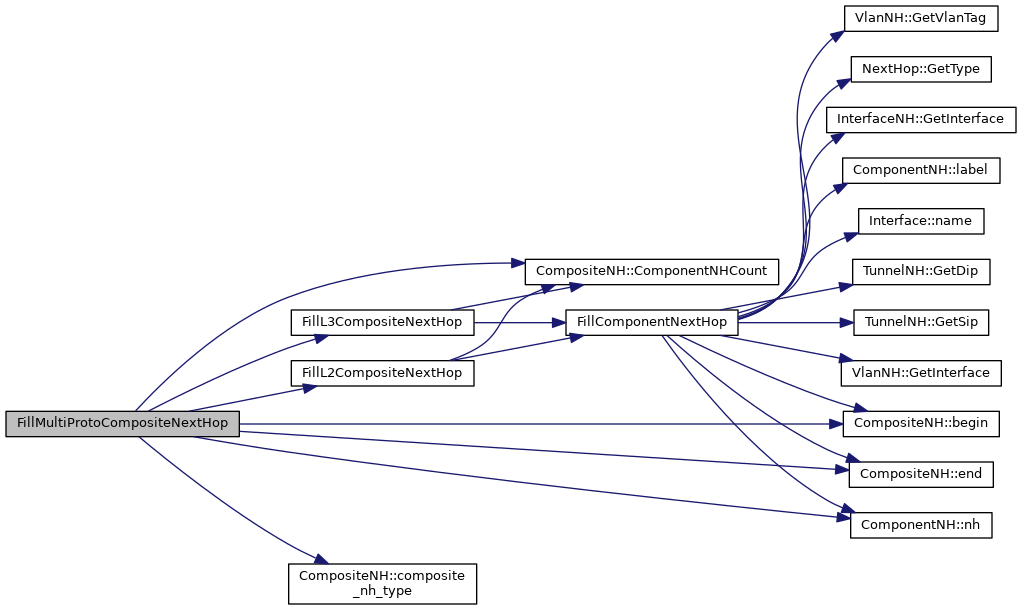 VlanNH::GetVlanTag
NextHop::GetType
InterfaceNH::GetInterface
ComponentNH::label
Interface::name
CompositeNH::ComponentNHCount
TunnelNH::GetDip
FillL3CompositeNextHop
FillComponentNextHop
TunnelNH::GetSip
FillL2CompositeNextHop
VlanNH::GetInterface
FillMultiProtoCompositeNextHop
CompositeNH::begin
CompositeNH::end
ComponentNH::nh
CompositeNH::composite
_nh_type